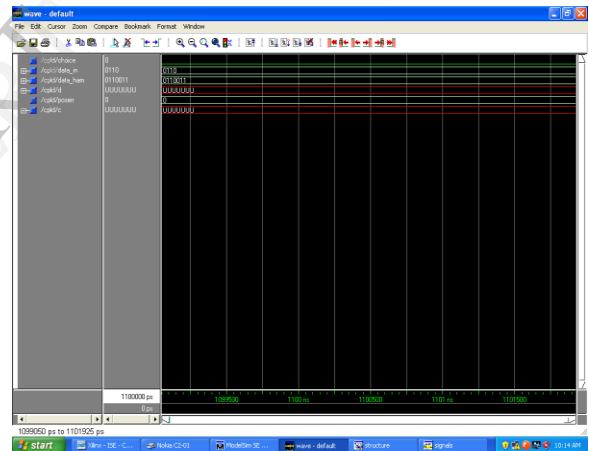 wave - default
File Edit Cursor Zoom Compare Bookmark Format Window
/cpld/choice 0
/cpld/data_in 0110 0110
/cpld/data_ham 0110011 0110011
/cpld/d UUUUUUU UUUUUUU
/cpld/power 0 0
/cpld/c UUUUUUU UUUUUUU
1100000 ps
1099500 1100 ns 1100500 1101 ns 1101500
0 ps
1099050 ps to 1101925 ps
start Xilinx - ISE - C... Nokia C2-01 ModelSim SE ... wave - default structure signals 10:14 AM